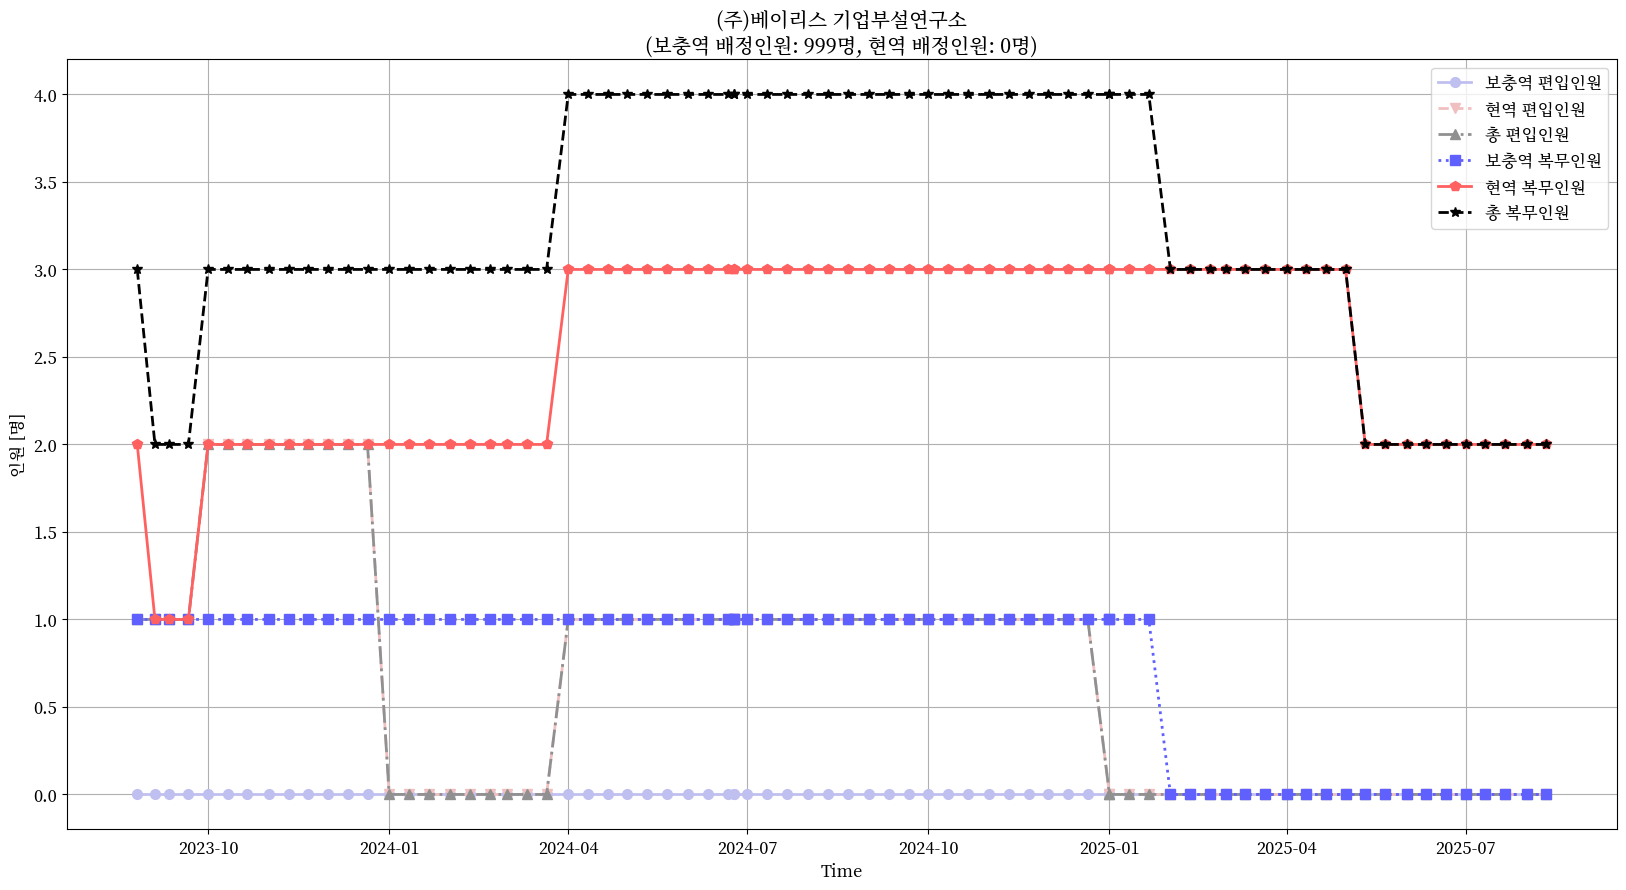 (주)베이리스 기업부설연구소
(보충역 배정인원: 999명, 현역 배정인원: 0명)
보충역 편입인원
현역 편입인원
총 편입인원
보충역 복무인원
현역 복무인원
총 복무인원
인원 [명]
4.0
3.5
3.0
2.5
2.0
1.5
1.0
0.5
0.0
2023-10
2024-01
2024-04
2024-07
2024-10
2025-01
2025-04
2025-07
Time